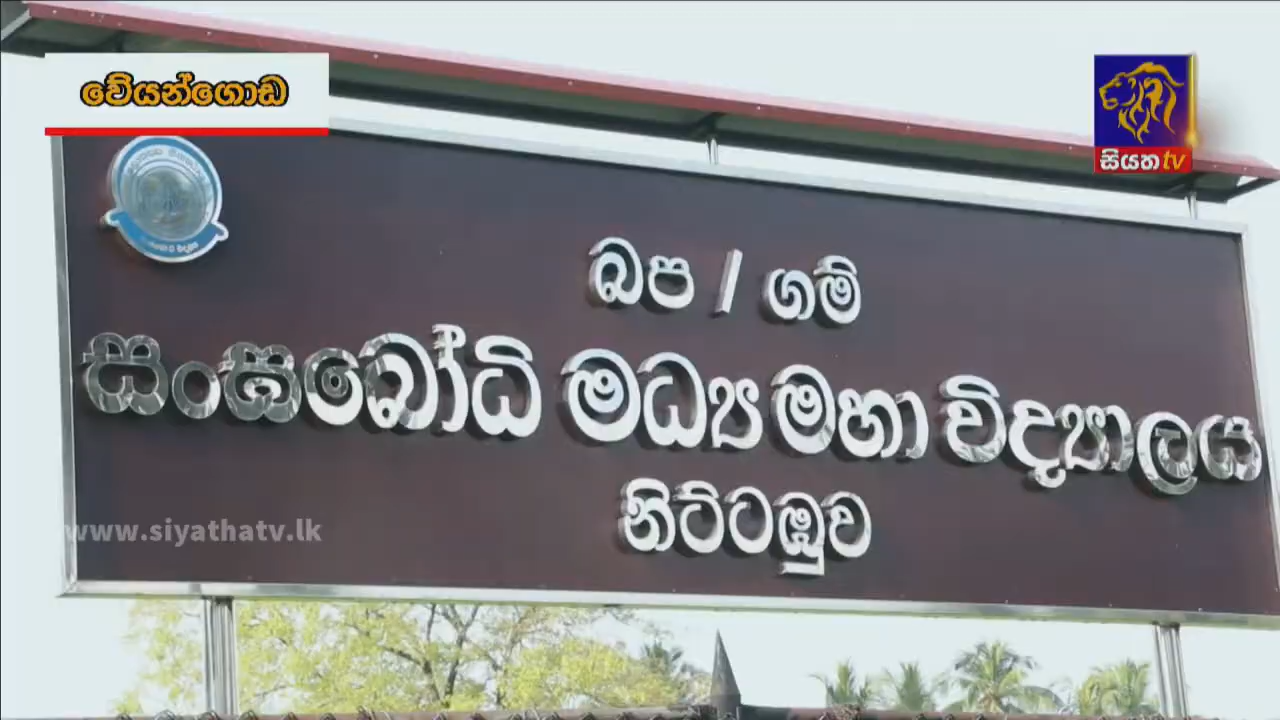 වේයන්ගොඩ
සියත tv
බප / ගම්
සංඝබෝධි මධ්‍ය මහා විද්‍යාලය
නිට්ටඹුව
www.siyathatv.lk